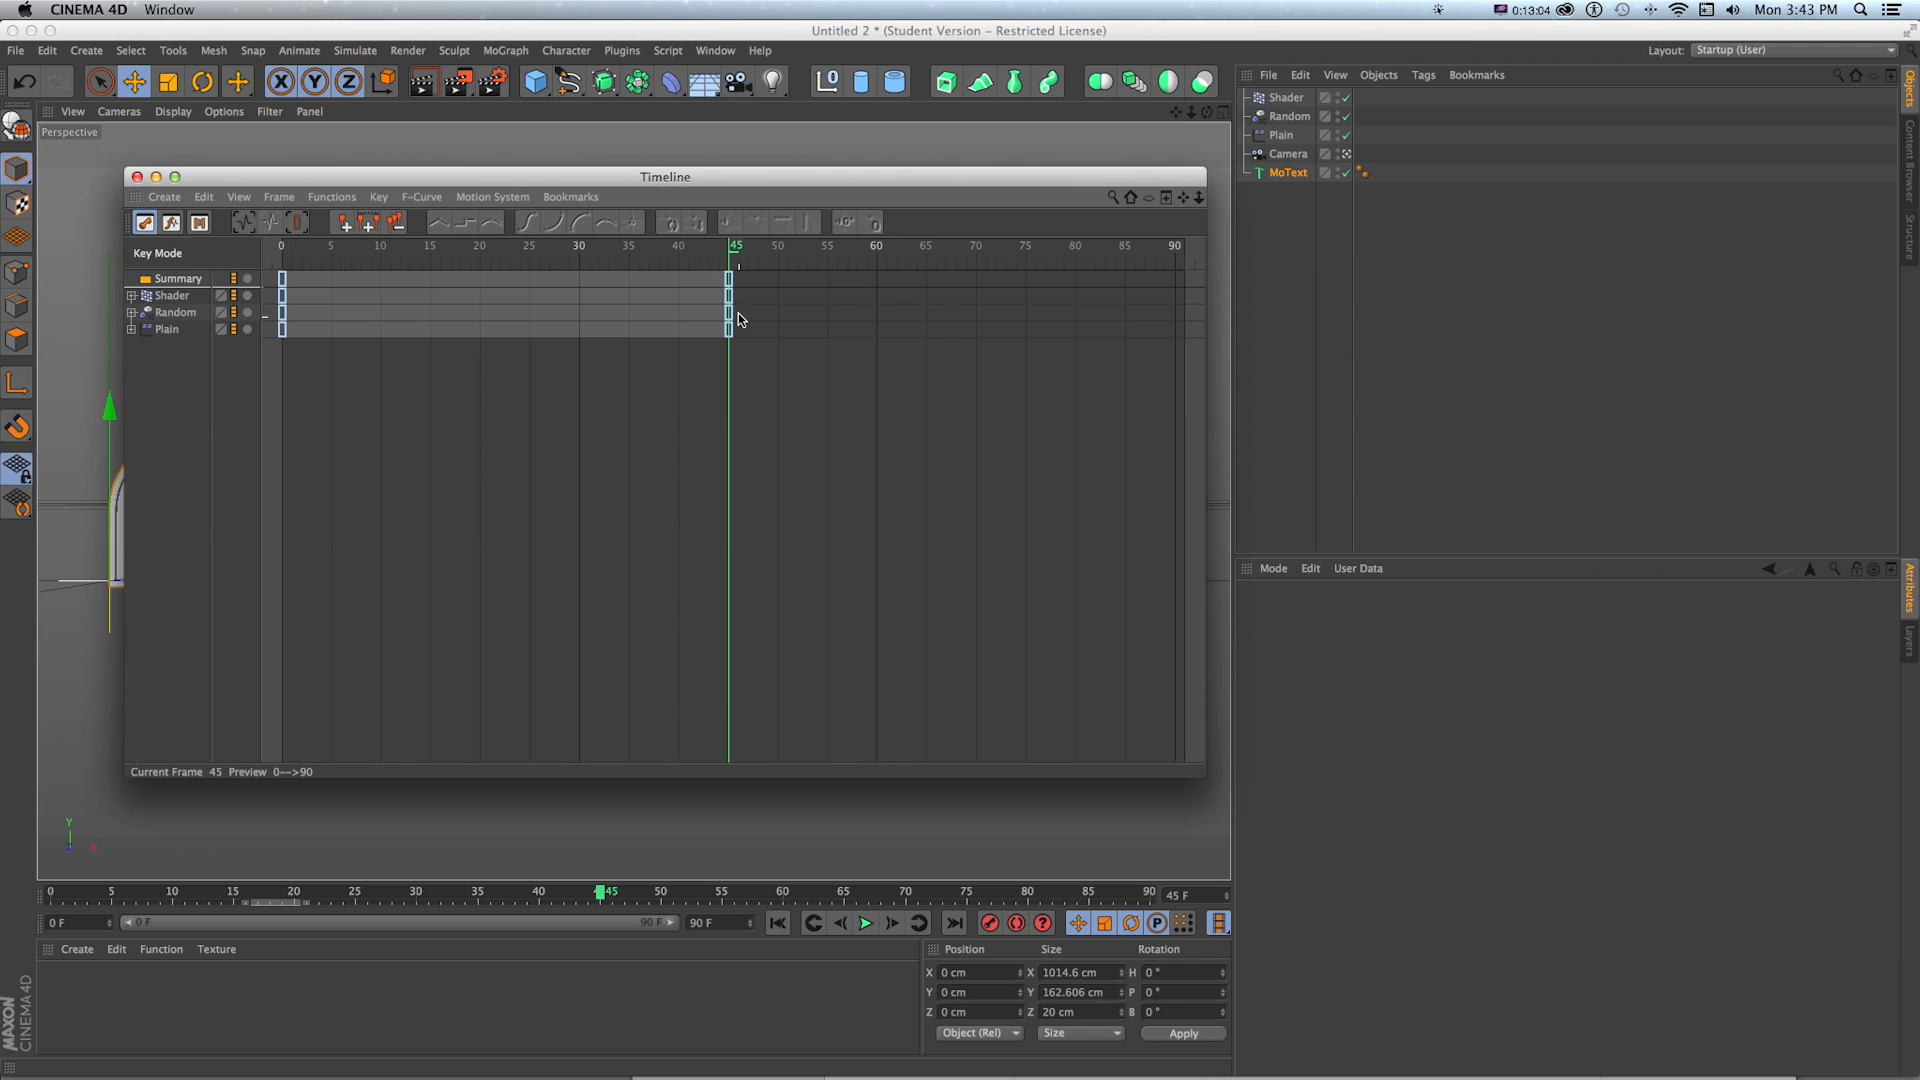 CINEMA 4D Window 0:13:04 Mon 3:43 PM
Untitled 2 * (Student Version – Restricted License)
File Edit Create Select Tools Mesh Snap Animate Simulate Render Sculpt MoGraph Character Plugins Script Window Help Layout: Startup (User)
X Y Z
File Edit View Objects Tags Bookmarks
View Cameras Display Options Filter Panel
Perspective
Shader
Random
Plain
Camera
MoText
Objects
Content Browser
Structure
Timeline
Create Edit View Frame Functions Key F-Curve Motion System Bookmarks
Key Mode
0 5 10 15 20 25 30 35 40 45 50 55 60 65 70 75 80 85 90
Summary
Shader
Random
Plain
Current Frame 45 Preview 0-->90
Mode Edit User Data
Attributes
Layers
Y
X
0 5 10 15 20 25 30 35 40 45 50 55 60 65 70 75 80 85 90 45 F
0 F 0 F 90 F 90 F
P
Create Edit Function Texture
Position Size Rotation
X 0 cm X 1014.6 cm H 0 °
Y 0 cm Y 162.606 cm P 0 °
Z 0 cm Z 20 cm B 0 °
Object (Rel) Size Apply
MAXON
CINEMA 4D